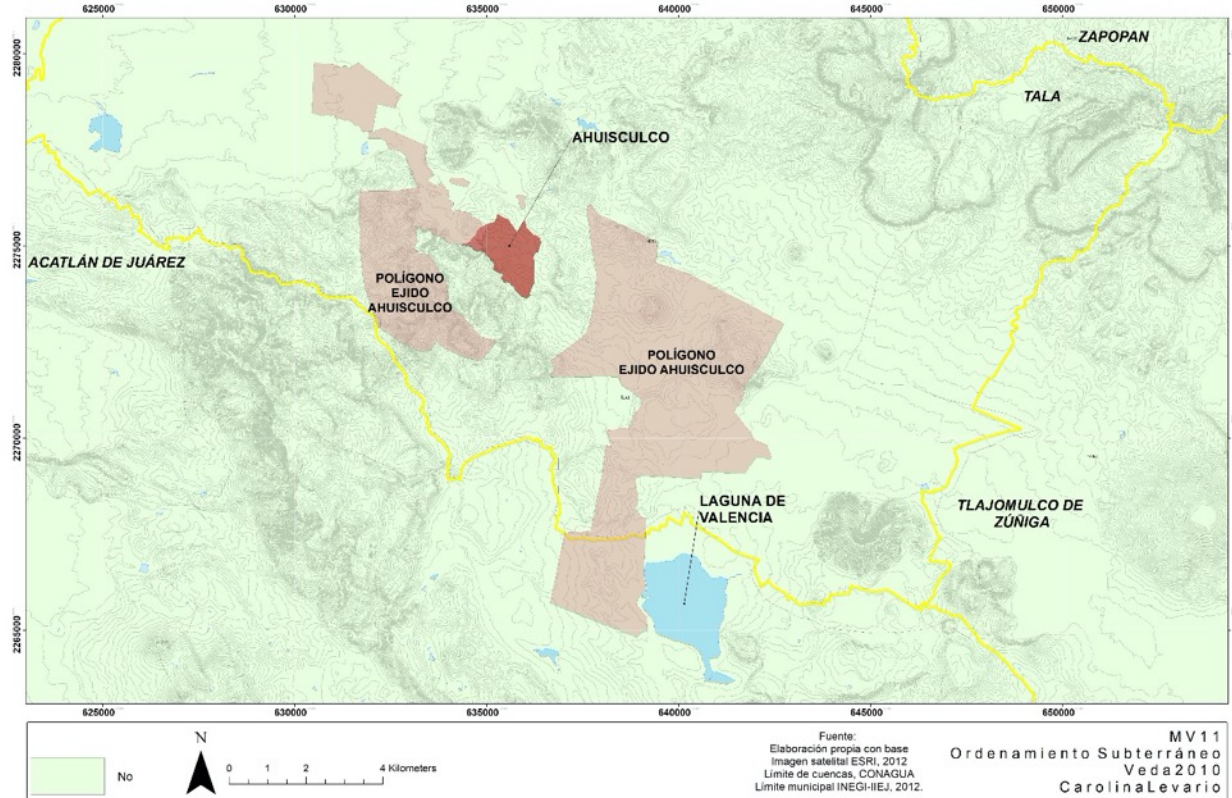 625000 630000 635000 640000 645000 650000
2280000
ZAPOPAN
TALA
AHUISCULCO
2275000
ACATLÁN DE JUÁREZ
POLÍGONO
EJIDO
AHUISCULCO
POLÍGONO
EJIDO AHUISCULCO
2270000
LAGUNA DE
VALENCIA
TLAJOMULCO DE
ZÚÑIGA
2265000
625000 630000 635000 640000 645000 650000
No
N
0 1 2 4 Kilometers
Fuente:
Elaboración propia con base
Imagen satelital ESRI, 2012
Límite de cuencas, CONAGUA
Límite municipal INEGI-IIEJ, 2012.
MV11
Ordenamiento Subterráneo
Veda2010
CarolinaLevario